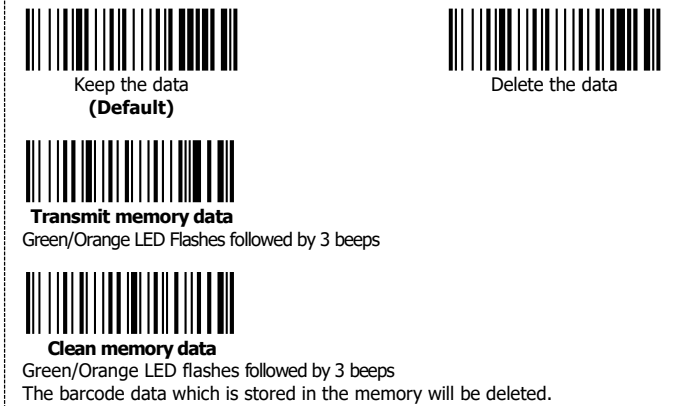 Keep the data
(Default)
Delete the data
Transmit memory data
Green/Orange LED Flashes followed by 3 beeps
Clean memory data
Green/Orange LED flashes followed by 3 beeps
The barcode data which is stored in the memory will be deleted.